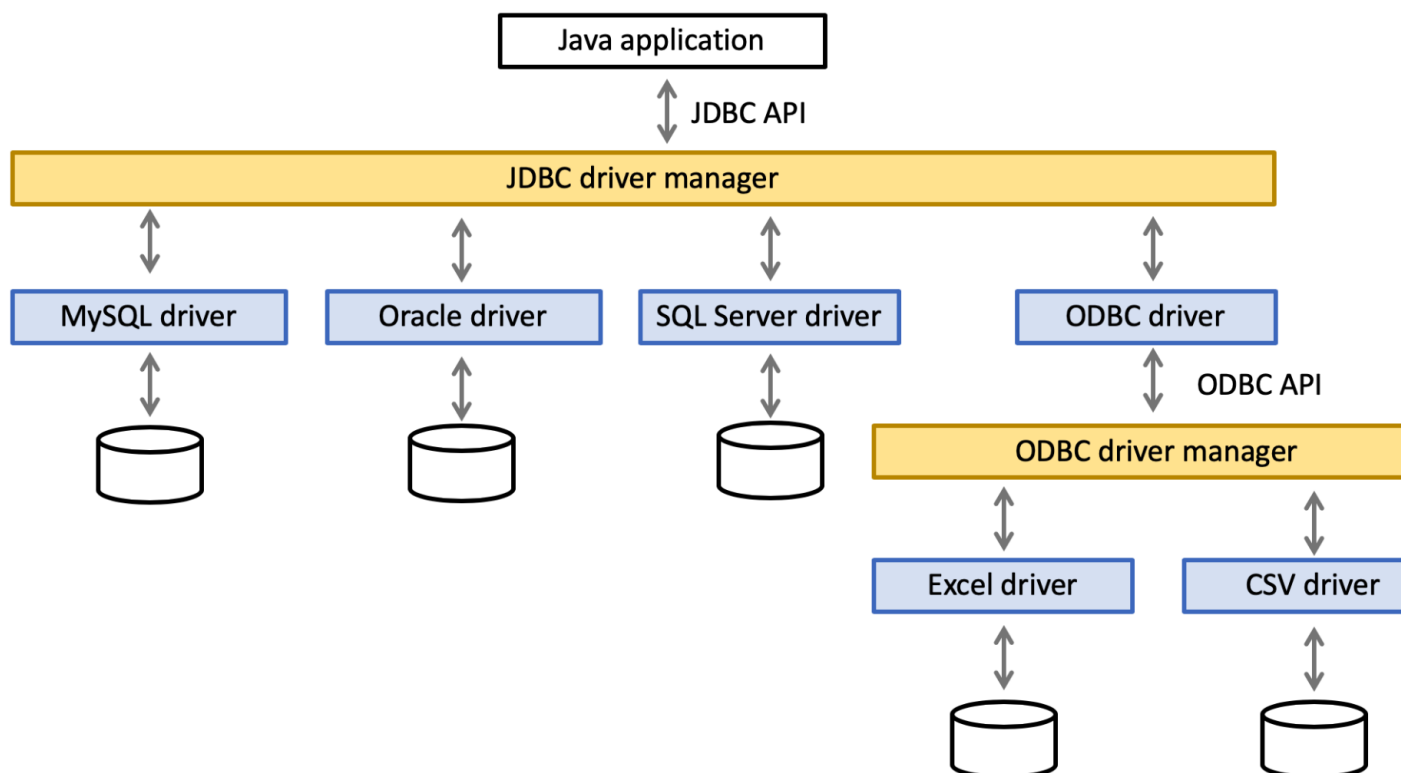 Java application
JDBC API
JDBC driver manager
MySQL driver
Oracle driver
SQL Server driver
ODBC driver
ODBC API
ODBC driver manager
Excel driver
CSV driver